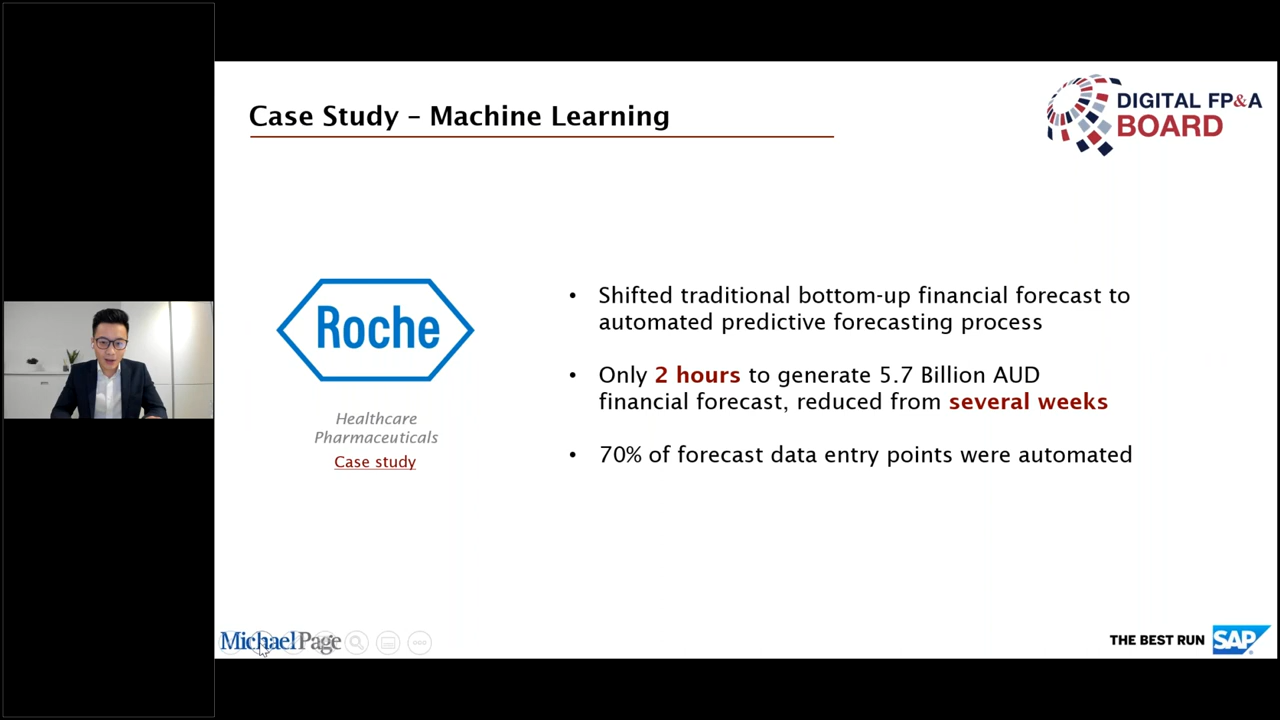 Case Study – Machine Learning
DIGITAL FP&A
BOARD
Roche
Healthcare
Pharmaceuticals
Case study
• Shifted traditional bottom-up financial forecast to
automated predictive forecasting process
• Only 2 hours to generate 5.7 Billion AUD
financial forecast, reduced from several weeks
• 70% of forecast data entry points were automated
MichaelPage
THE BEST RUN SAP